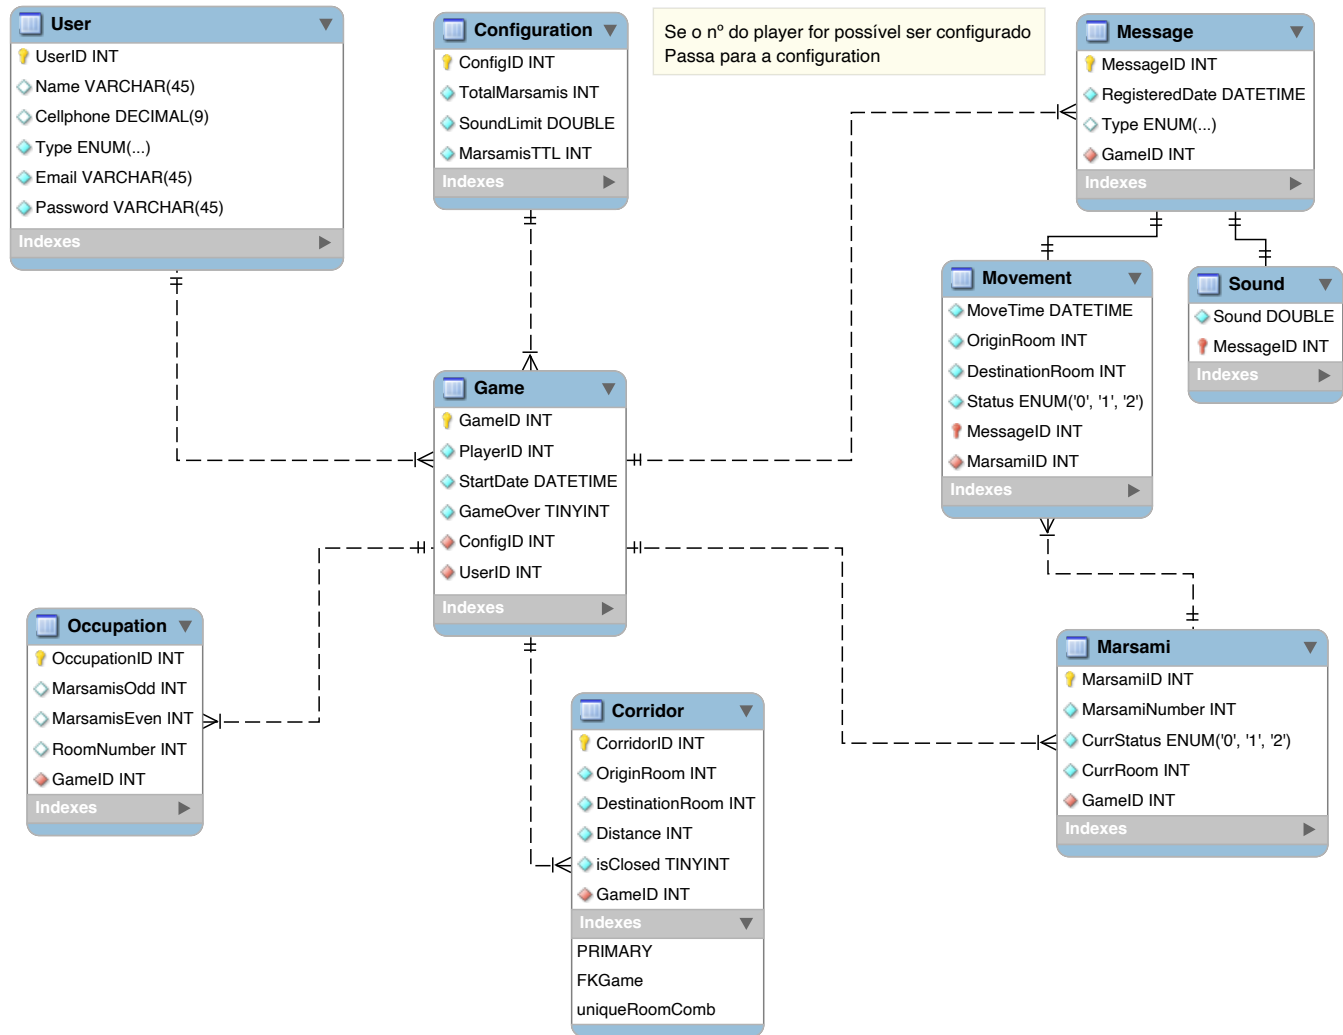 User
UserID INT
Name VARCHAR(45)
Cellphone DECIMAL(9)
Type ENUM(...)
Email VARCHAR(45)
Password VARCHAR(45)
Indexes
Configuration
ConfigID INT
TotalMarsamis INT
SoundLimit DOUBLE
MarsamisTTL INT
Indexes
Se o nº do player for possível ser configurado
Passa para a configuration
Message
MessageID INT
RegisteredDate DATETIME
Type ENUM(...)
GameID INT
Indexes
Movement
MoveTime DATETIME
OriginRoom INT
DestinationRoom INT
Status ENUM('0', '1', '2')
MessageID INT
MarsamiID INT
Indexes
Sound
Sound DOUBLE
MessageID INT
Indexes
Game
GameID INT
PlayerID INT
StartDate DATETIME
GameOver TINYINT
ConfigID INT
UserID INT
Indexes
Occupation
OccupationID INT
MarsamisOdd INT
MarsamisEven INT
RoomNumber INT
GameID INT
Indexes
Corridor
CorridorID INT
OriginRoom INT
DestinationRoom INT
Distance INT
isClosed TINYINT
GameID INT
Indexes
PRIMARY
FKGame
uniqueRoomComb
Marsami
MarsamiID INT
MarsamiNumber INT
CurrStatus ENUM('0', '1', '2')
CurrRoom INT
GameID INT
Indexes